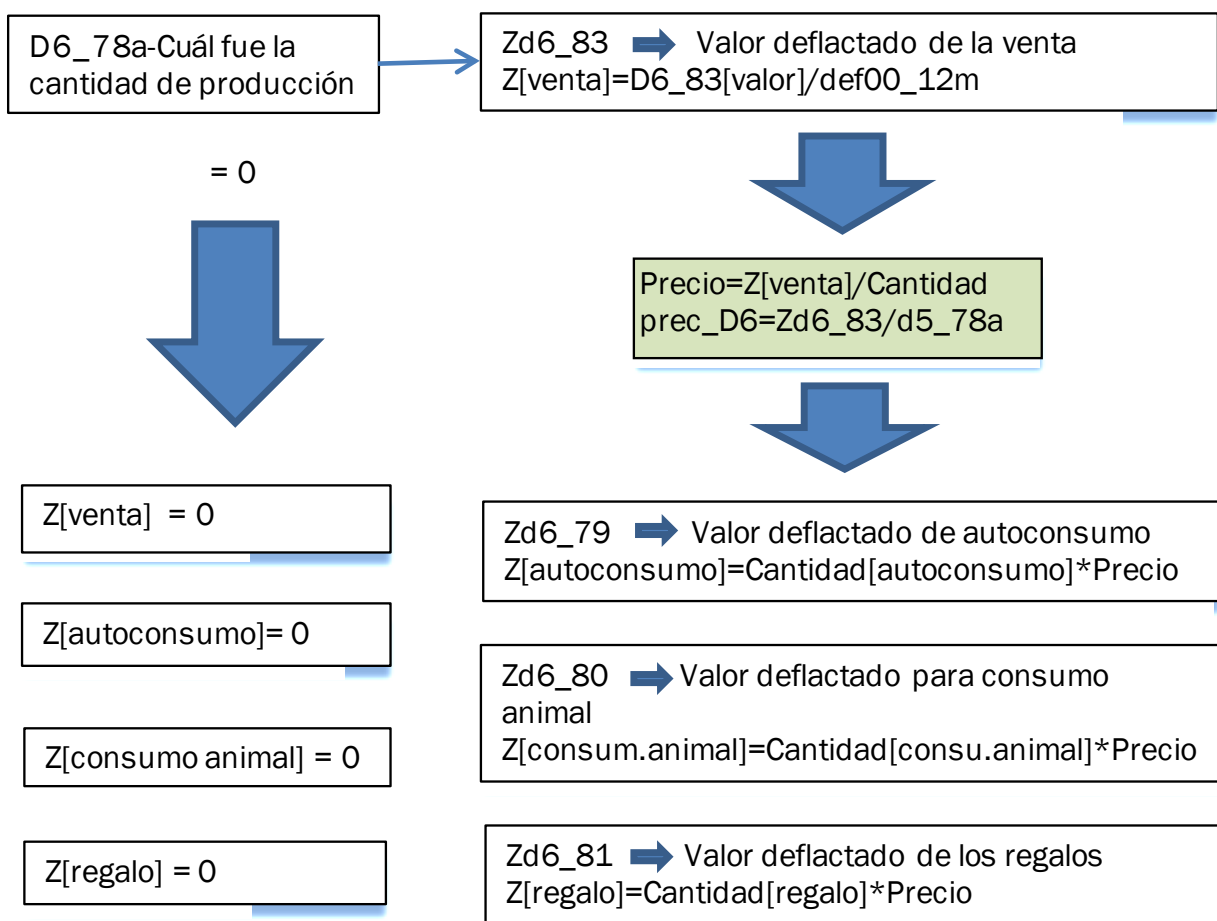 D6_78a-Cuál fue la
cantidad de producción
Zd6_83 Valor deflactado de la venta
Z[venta]=D6_83[valor]/def00_12m
= 0
Precio=Z[venta]/Cantidad
prec_D6=Zd6_83/d5_78a
Z[venta] = 0
Z[autoconsumo]= 0
Z[consumo animal] = 0
Z[regalo] = 0
Zd6_79 Valor deflactado de autoconsumo
Z[autoconsumo]=Cantidad[autoconsumo]*Precio
Zd6_80 Valor deflactado para consumo
animal
Z[consum.animal]=Cantidad[consu.animal]*Precio
Zd6_81 Valor deflactado de los regalos
Z[regalo]=Cantidad[regalo]*Precio